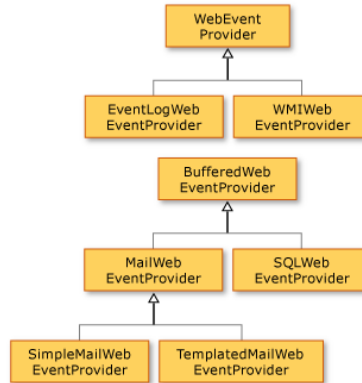 WebEvent
Provider
EventLogWeb
EventProvider
WMIWeb
EventProvider
BufferedWeb
EventProvider
MailWeb
EventProvider
SQLWeb
EventProvider
SimpleMailWeb
EventProvider
TemplatedMailWeb
EventProvider